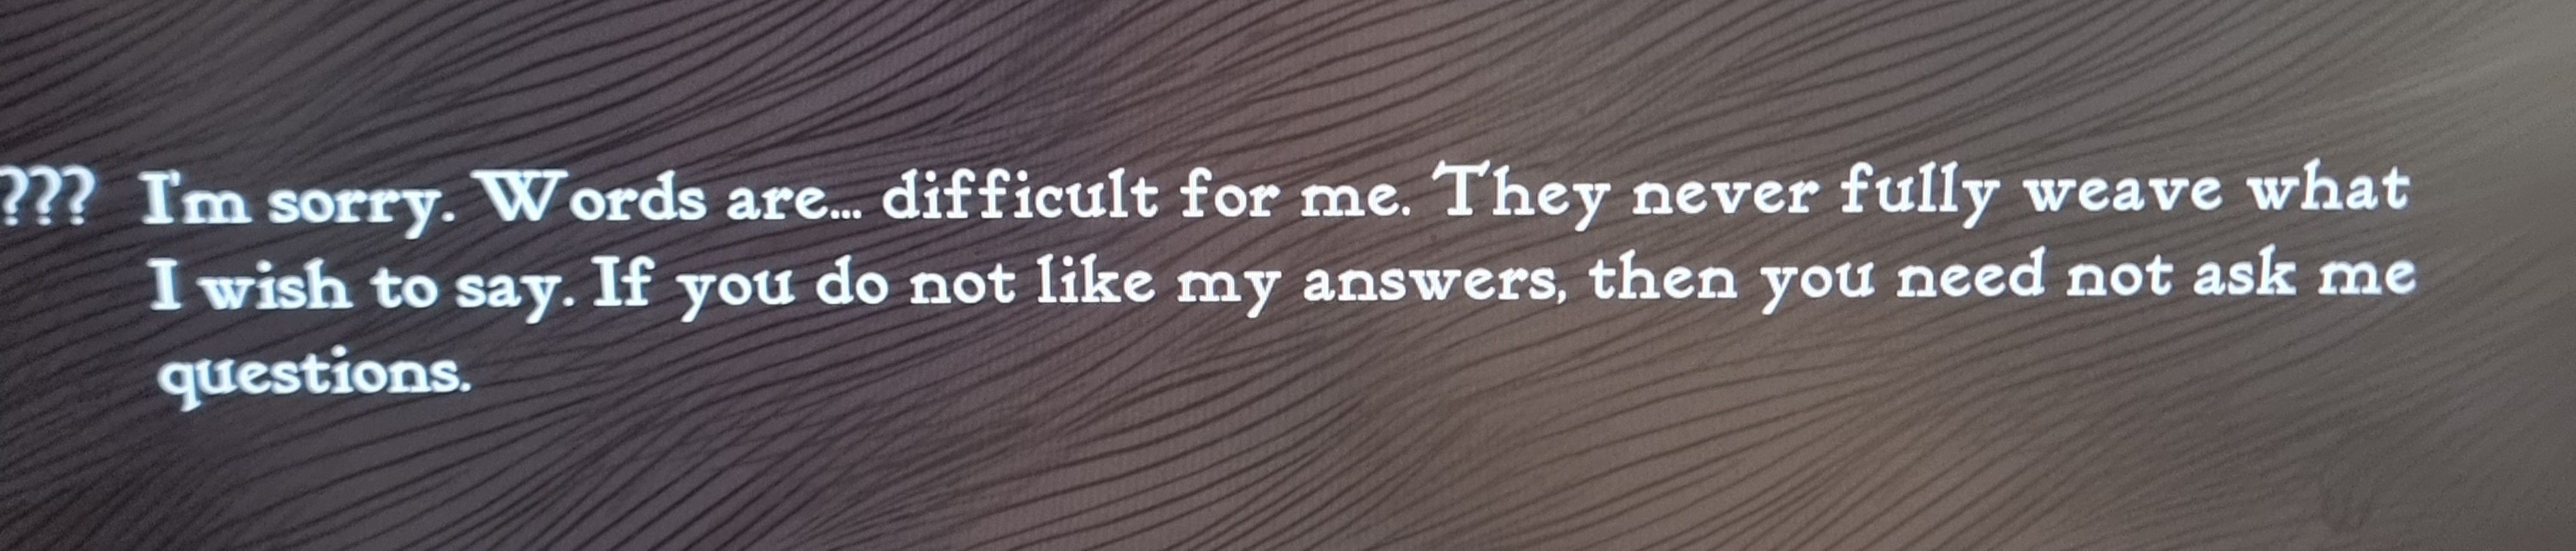 ??? I'm sorry. Words are... difficult for me. They never fully weave what
I wish to say. If you do not like my answers, then you need not ask me
questions.